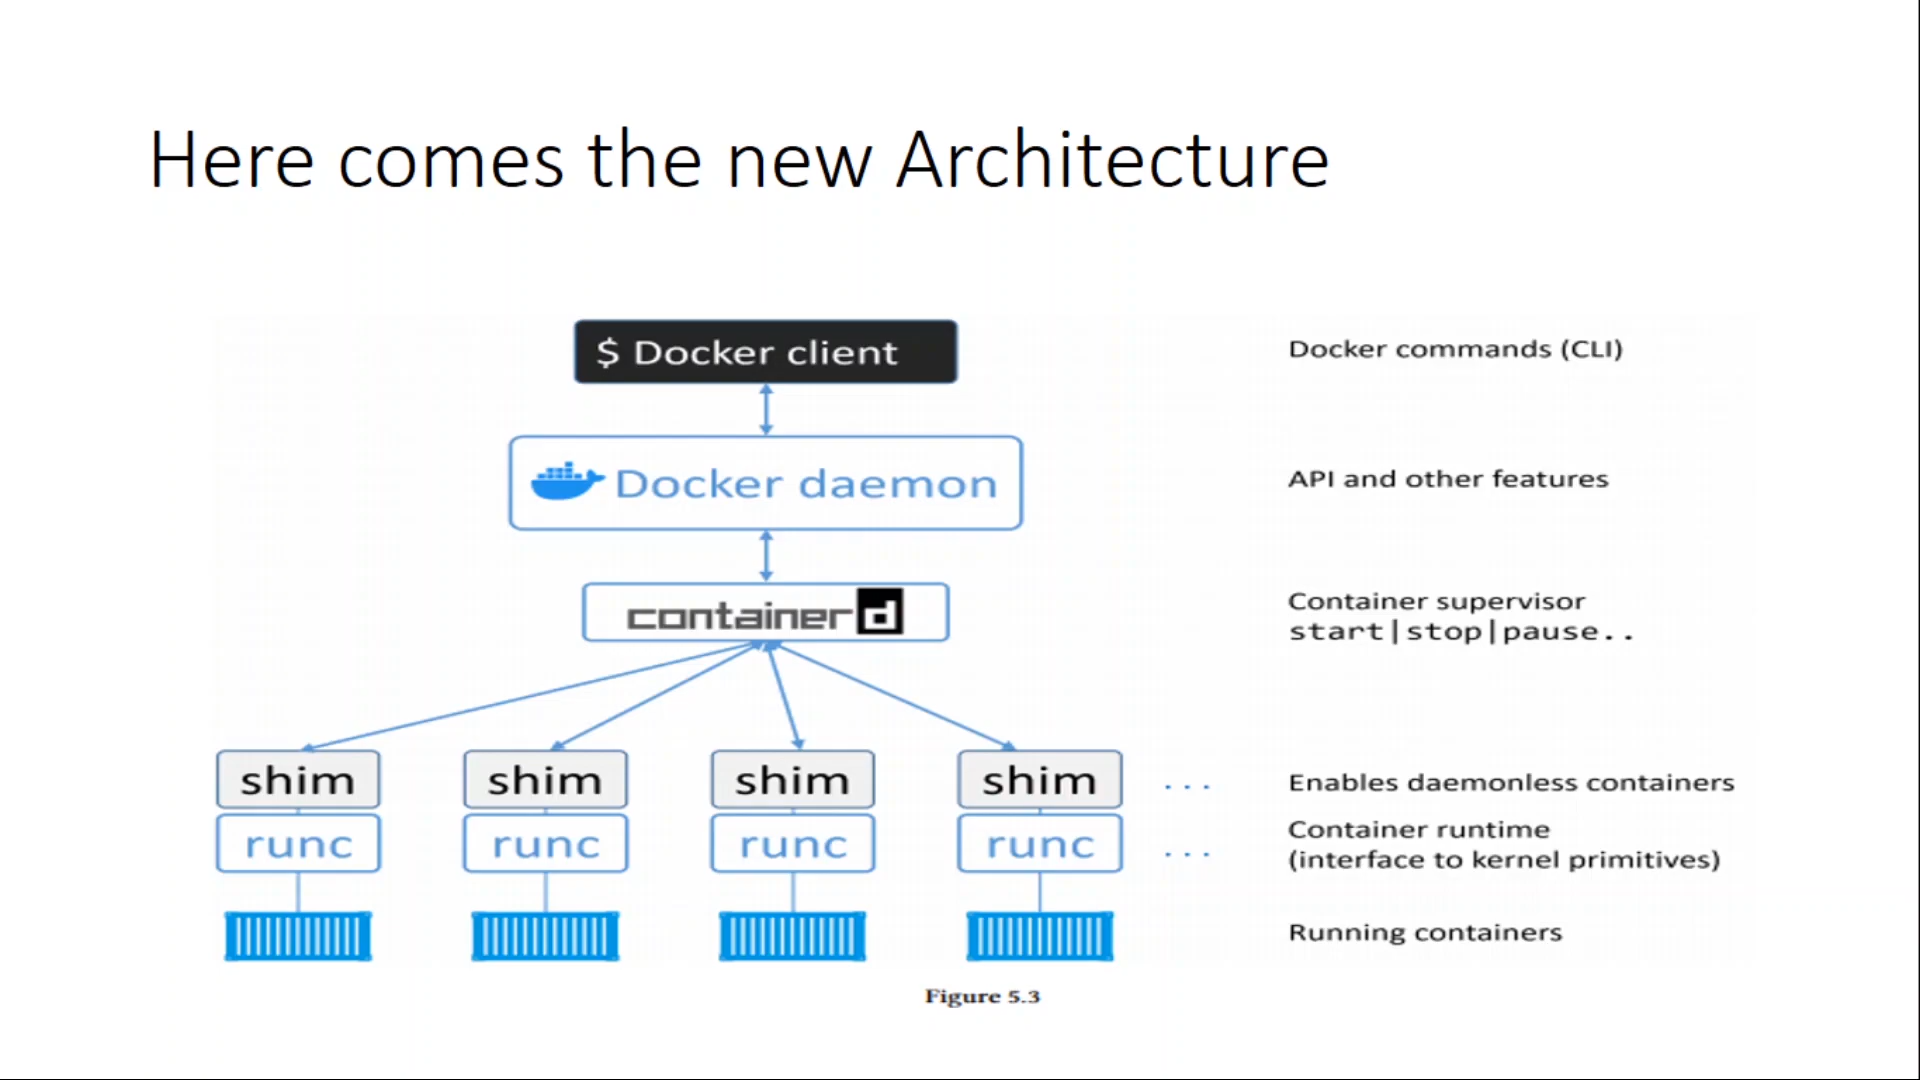 Here comes the new Architecture
$ Docker client
Docker commands (CLI)
Docker daemon
API and other features
containerd
Container supervisor
start|stop|pause..
shim shim shim shim ...
Enables daemonless containers
runc runc runc runc ...
Container runtime
(interface to kernel primitives)
Running containers
Figure 5.3